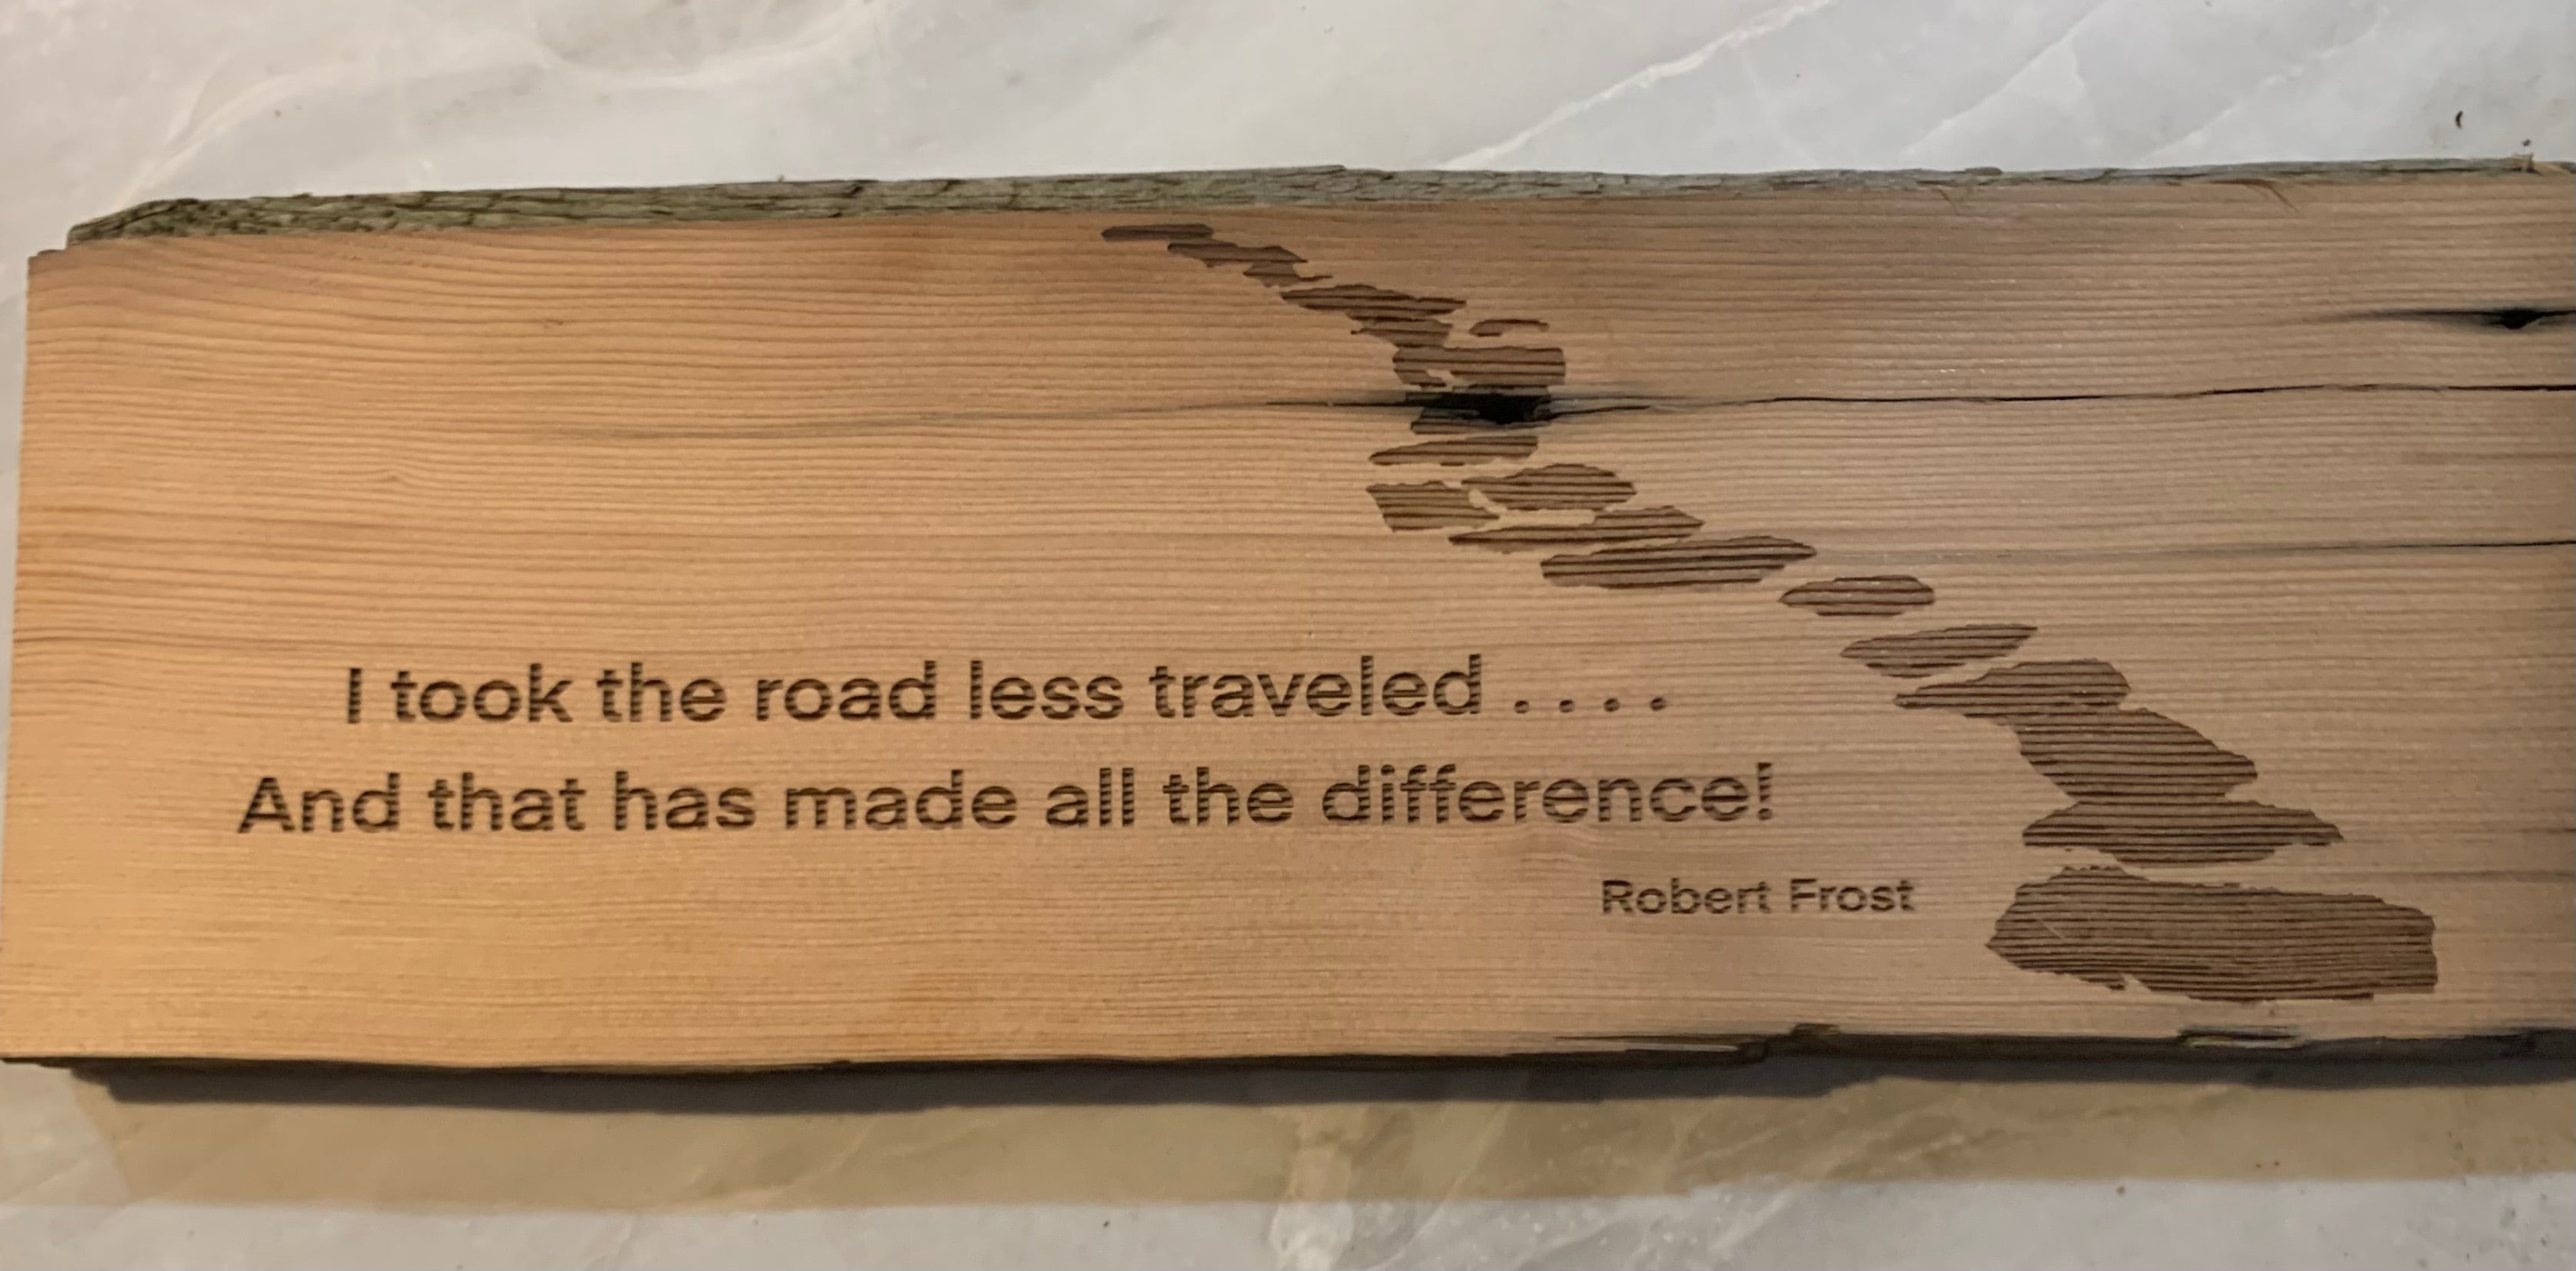 I took the road less traveled . . . .
And that has made all the difference!
Robert Frost